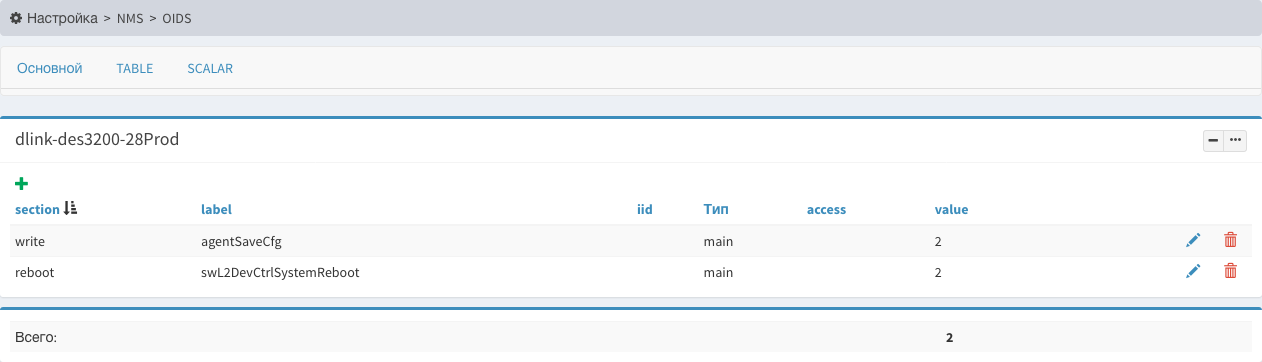 Настройка > NMS > OIDS
Основной TABLE SCALAR
dlink-des3200-28Prod
section label iid Тип access value
write agentSaveCfg main 2
reboot swL2DevCtrlSystemReboot main 2
Всего: 2